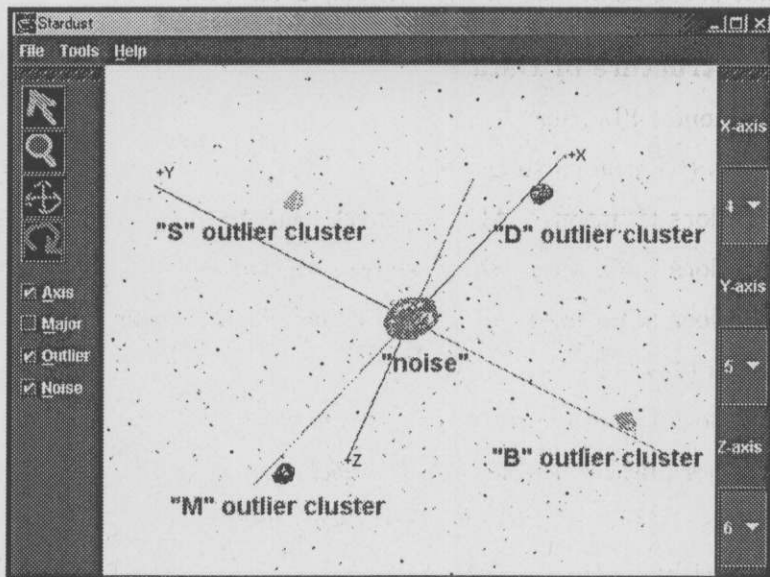 Stardust
File Tools Help
X-axis
+Y
+X
"S" outlier cluster
"D" outlier cluster
4
Y-axis
Axis
Major
Outlier
Noise
"noise"
5
"B" outlier cluster
Z-axis
+Z
"M" outlier cluster
6